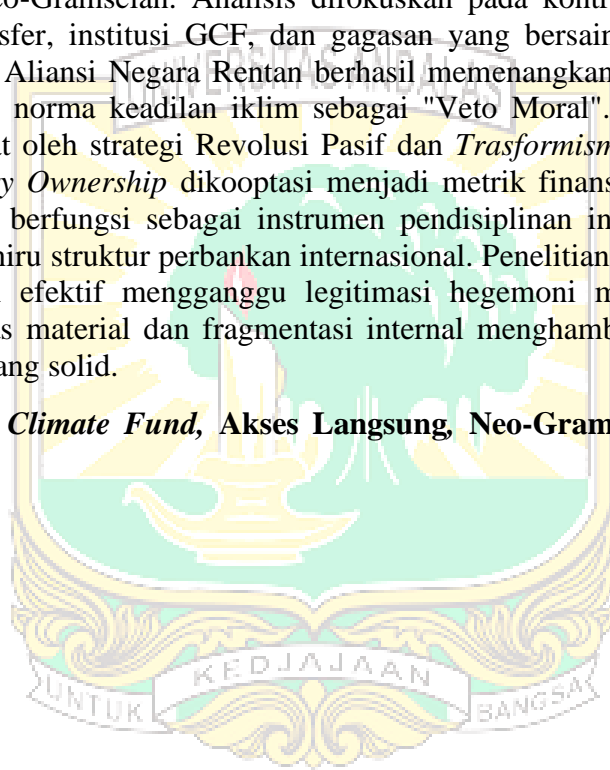 eo-Gramscian. Analisis difokuskan pada kontr
sfer, institusi GCF, dan gagasan yang bersain
Aliansi Negara Rentan berhasil memenangkan
norma keadilan iklim sebagai "Veto Moral".
t oleh strategi Revolusi Pasif dan Trasformism
y Ownership dikooptasi menjadi metrik finans
berfungsi sebagai instrumen pendisiplinan in
iru struktur perbankan internasional. Penelitian
efektif mengganggu legitimasi hegemoni m
s material dan fragmentasi internal menghamb
ang solid.
Climate Fund, Akses Langsung, Neo-Gram
UNIVERSITAS ANDALAS
UNTUK KEDJAJAAN BANGSA